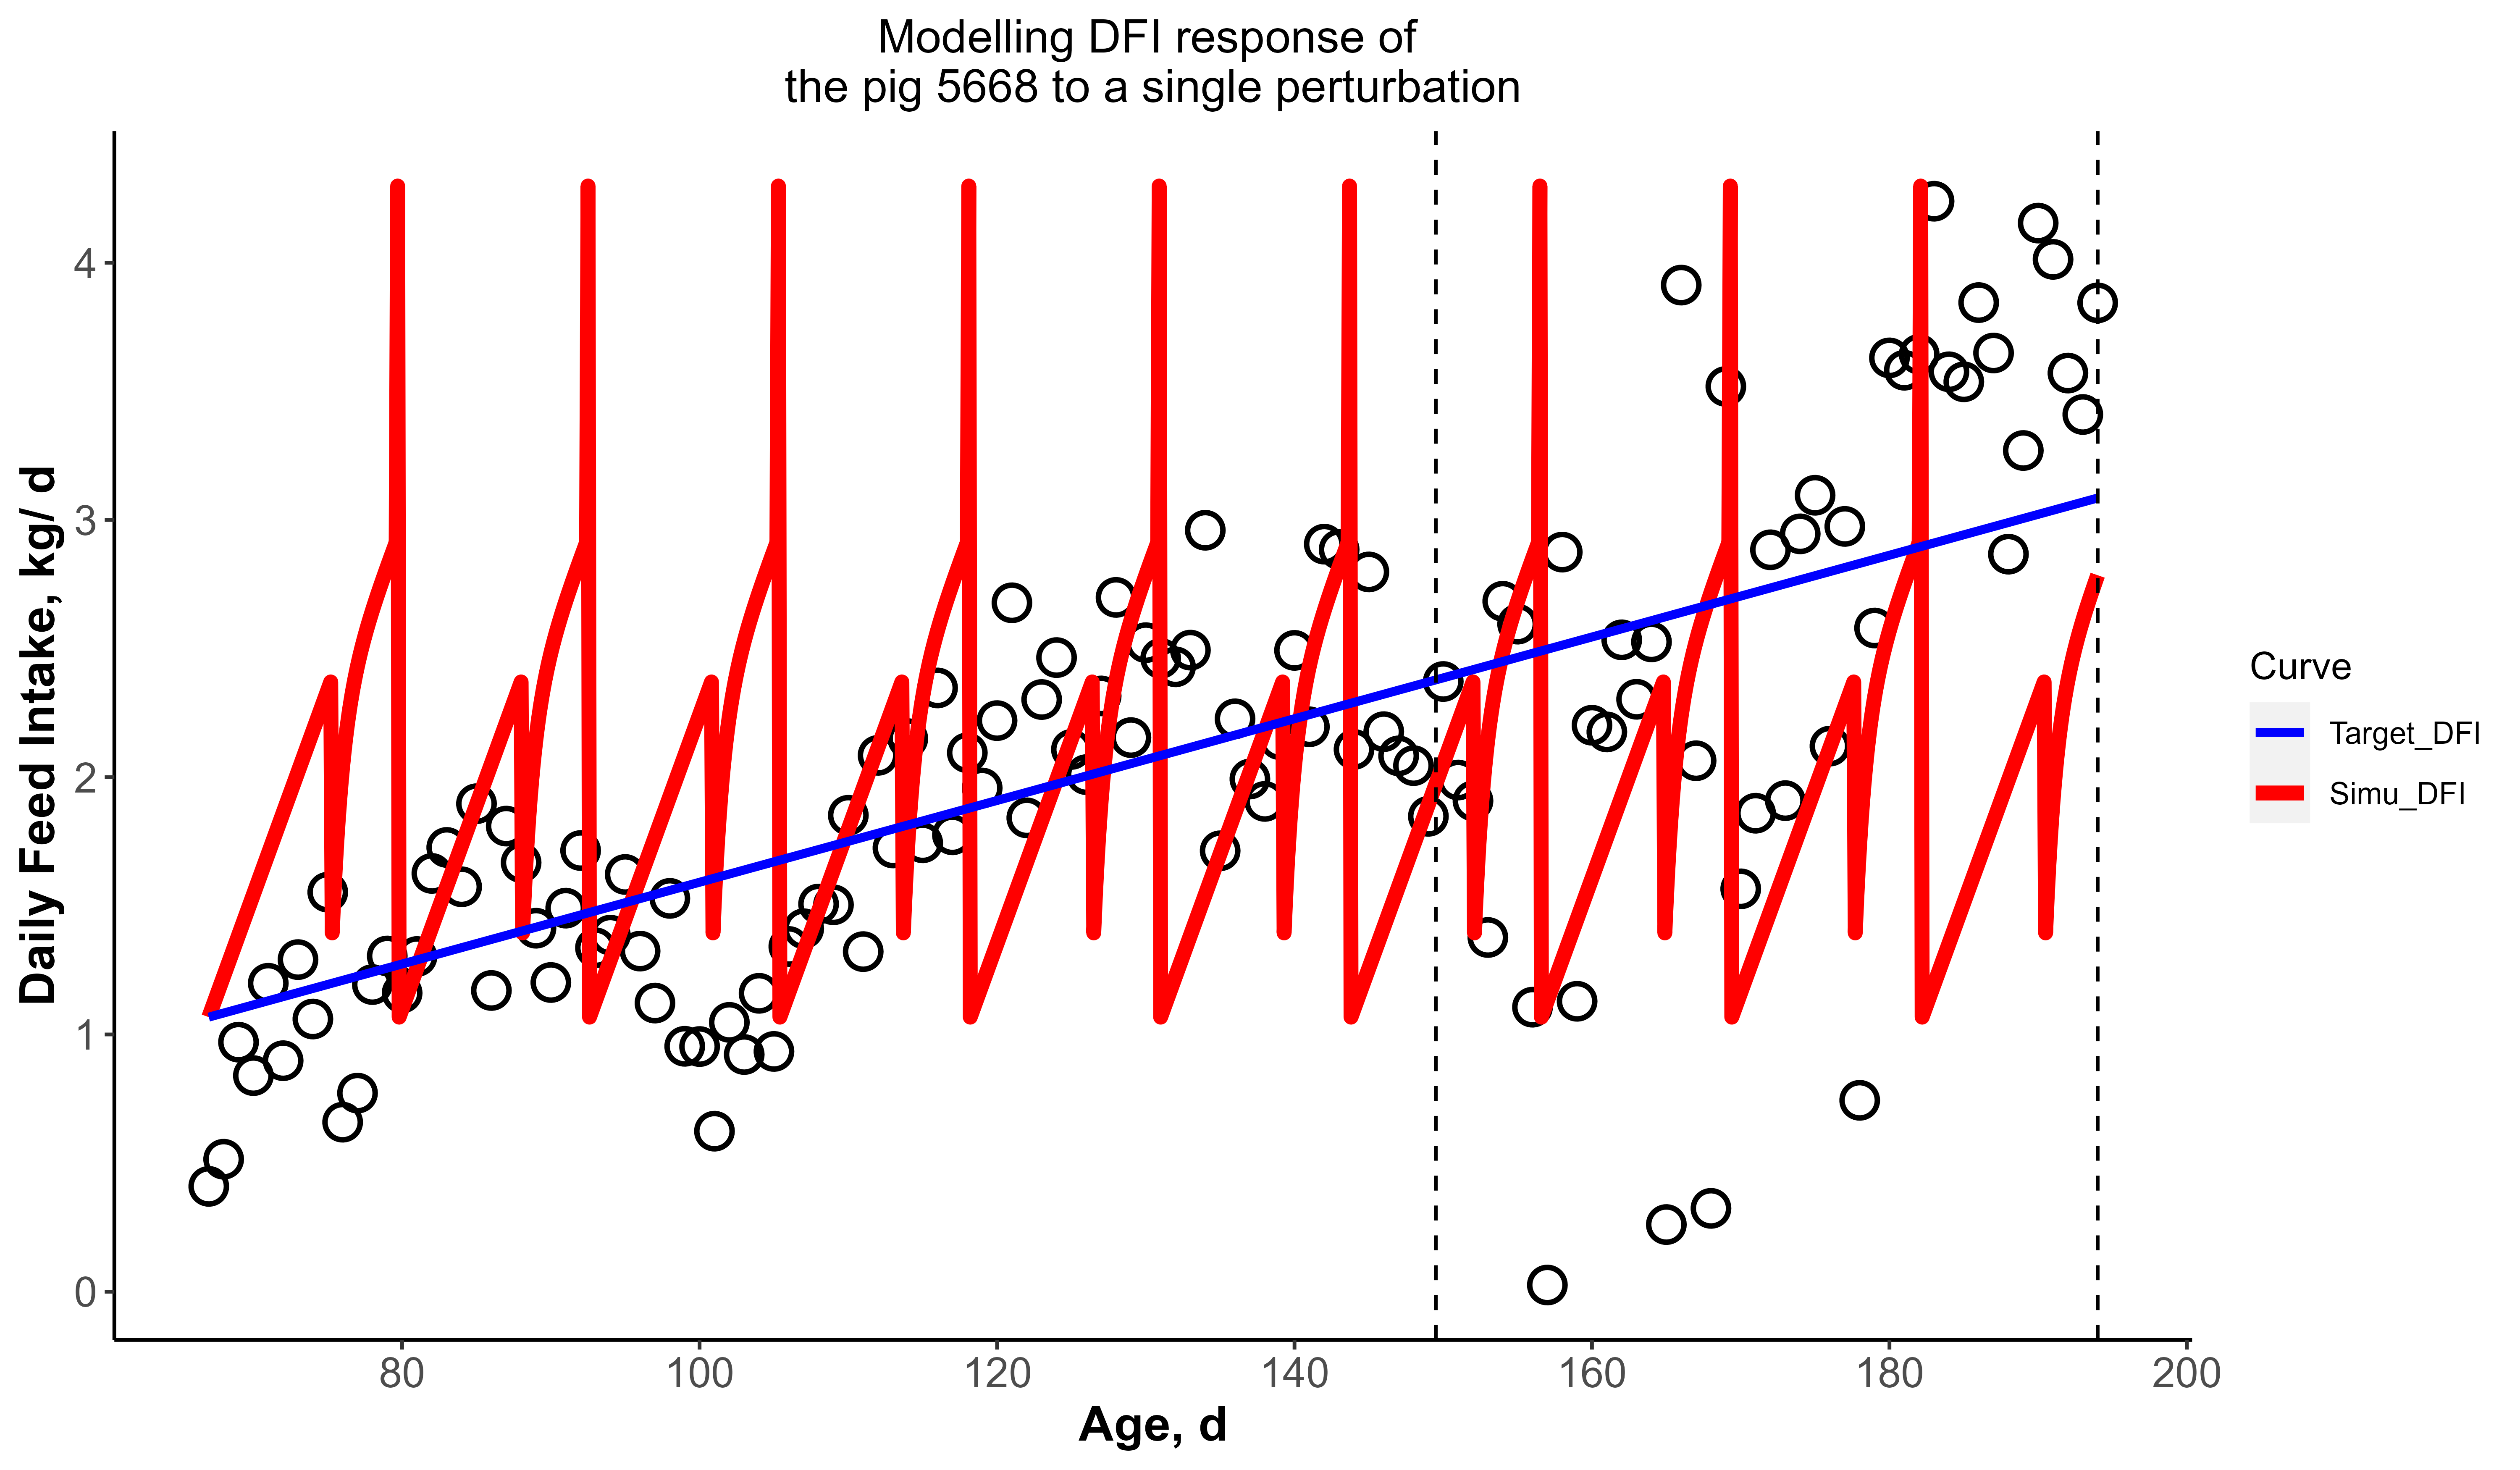 Modelling DFI response of
the pig 5668 to a single perturbation
Daily Feed Intake, kg/ d
4
3
2
1
0
80 100 120 140 160 180 200
Age, d
Curve
Target_DFI
Simu_DFI